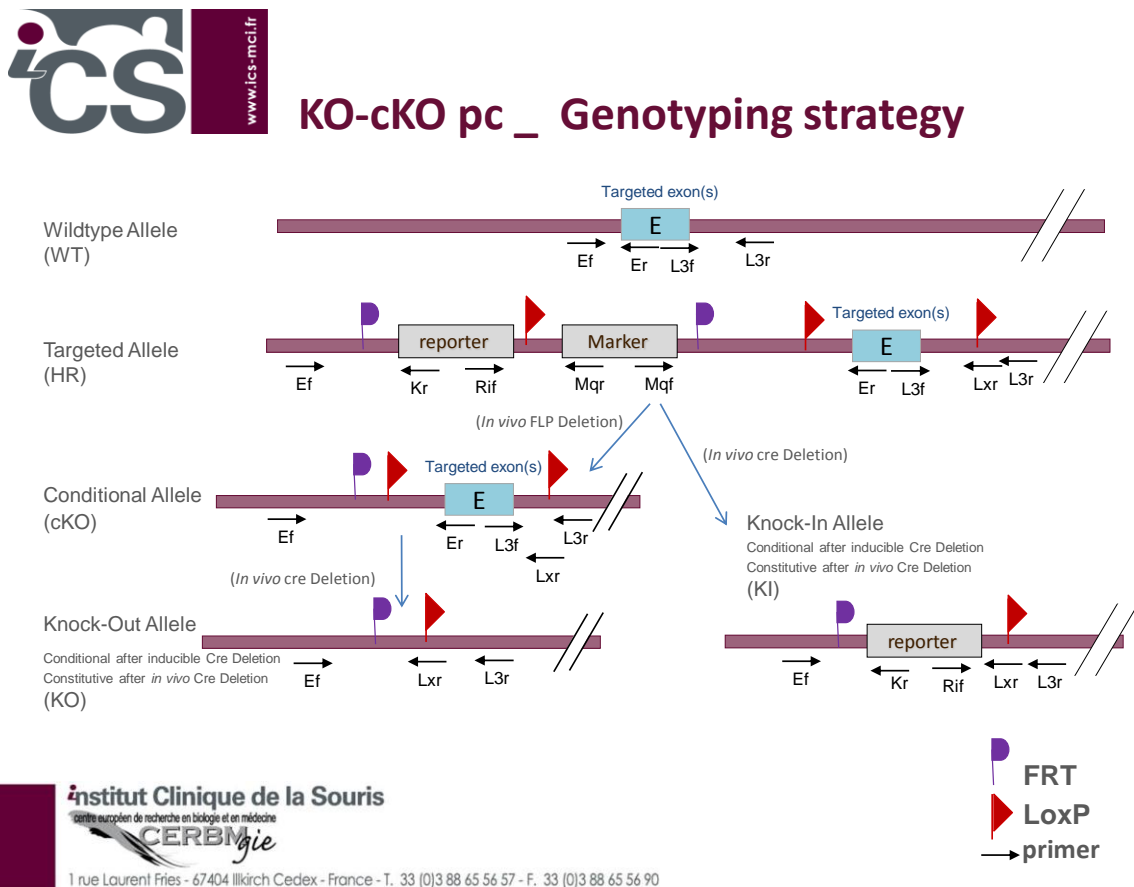 iCS
www.ics-mci.fr
KO-cKO pc _ Genotyping strategy
Targeted exon(s)
Wildtype Allele
(WT)
E
Ef Er L3f L3r
Targeted exon(s)
Targeted Allele
(HR)
reporter Marker E
Ef Kr Rif Mqr Mqf Er L3f Lxr L3r
(In vivo FLP Deletion)
(In vivo cre Deletion)
Targeted exon(s)
Conditional Allele
(cKO)
E
Ef Er L3f L3r
Lxr
(In vivo cre Deletion)
Knock-In Allele
Conditional after inducible Cre Deletion
Constitutive after in vivo Cre Deletion
(KI)
reporter
Ef Kr Rif Lxr L3r
Knock-Out Allele
Conditional after inducible Cre Deletion
Constitutive after in vivo Cre Deletion
(KO)
Ef Lxr L3r
FRT
LoxP
primer
institut Clinique de la Souris
centre européen de recherche en biologie et en médecine
CERBMgie
1 rue Laurent Fries - 67404 Illkirch Cedex - France - T. 33 (0)3 88 65 56 57 - F. 33 (0)3 88 65 56 90